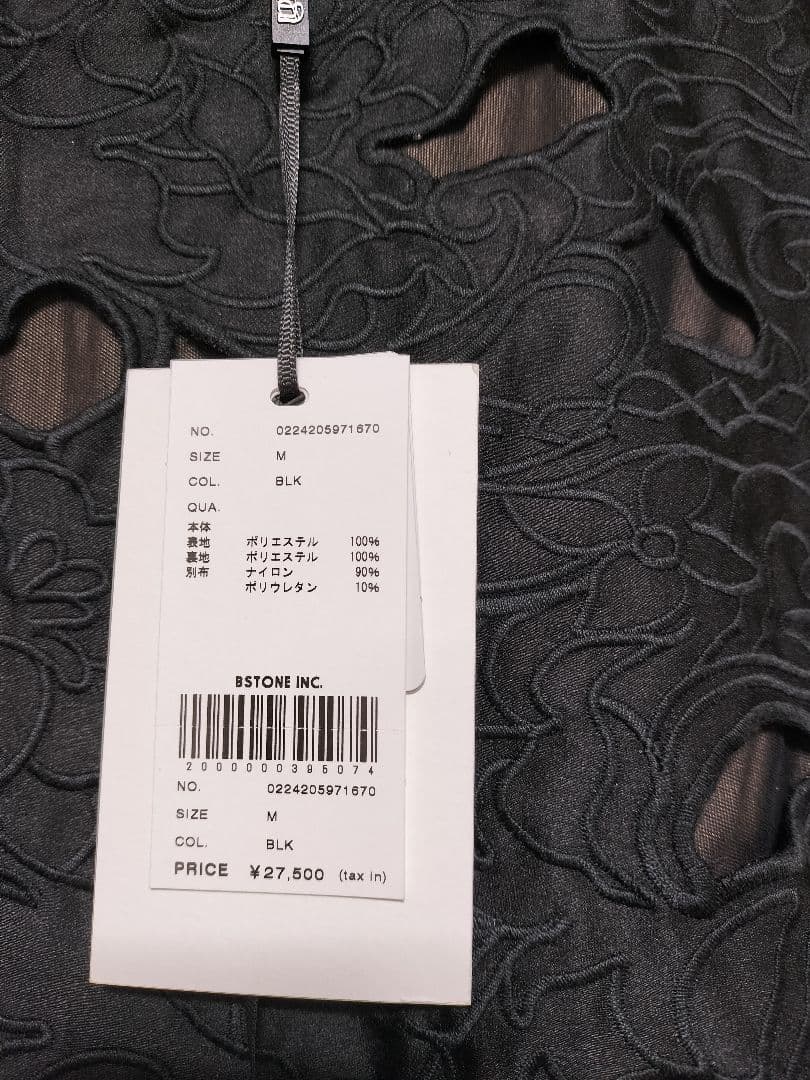 NO. 0224205971670
SIZE M
COL. BLK
QUA.
本体
表地 ポリエステル 100%
裏地 ポリエステル 100%
別布 ナイロン 90%
ポリウレタン 10%
BSTONE INC.
2000000395074
NO. 0224205971670
SIZE M
COL. BLK
PRICE ¥27,500 (tax in)